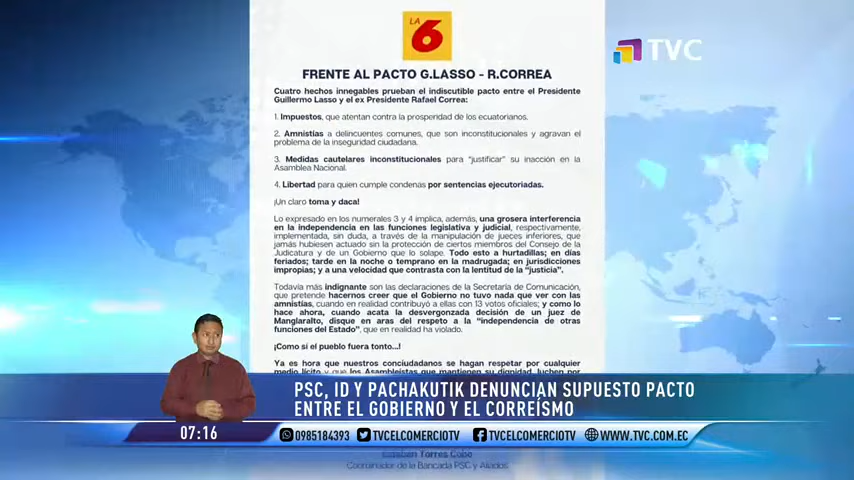 LA
6
TVC
FRENTE AL PACTO G.LASSO - R.CORREA
Cuatro hechos innegables prueban el indiscutible pacto entre el Presidente
Guillermo Lasso y el ex Presidente Rafael Correa:
1. Impuestos, que atentan contra la prosperidad de los ecuatorianos.
2. Amnistías a delincuentes comunes, que son inconstitucionales y agravan el
problema de la inseguridad ciudadana.
3. Medidas cautelares inconstitucionales para "justificar" su inacción en la
Asamblea Nacional.
4. Libertad para quien cumple condenas por sentencias ejecutoriadas.
¡Un claro toma y daca!
Lo expresado en los numerales 3 y 4 implica, además, una grosera interferencia
en la independencia en las funciones legislativa y judicial, respectivamente,
implementada, sin duda, a través de la manipulación de jueces inferiores, que
jamás hubiesen actuado sin la protección de ciertos miembros del Consejo de la
Judicatura y de un Gobierno que lo solape. Todo esto a hurtadillas; en días
feriados; tarde en la noche o temprano en la madrugada; en jurisdicciones
impropias; y a una velocidad que contrasta con la lentitud de la "justicia".
Todavía más indignante son las declaraciones de la Secretaría de Comunicación,
que pretende hacernos creer que el Gobierno no tuvo nada que ver con las
amnistías, cuando en realidad contribuyó a ellas con 13 votos oficiales; y como lo
hace ahora, cuando acata la desvergonzada decisión de un juez de
Manglaralto, disque en aras del respeto a la "independencia de otras
funciones del Estado", que en realidad ha violado.
¡Como si el pueblo fuera tonto...!
Ya es hora que nuestros conciudadanos se hagan respetar por cualquier
medio lícito y que los Asambleistas que mantienen su dignidad, luchen por
PSC, ID Y PACHAKUTIK DENUNCIAN SUPUESTO PACTO
ENTRE EL GOBIERNO Y EL CORREÍSMO
07:16
0985184393
TVCELCOMERCIOTV
TVCELCOMERCIOTV
WWW.TVC.COM.EC
Esteban Torres Cobo
Coordinador de la Bancada PSC y Aliados